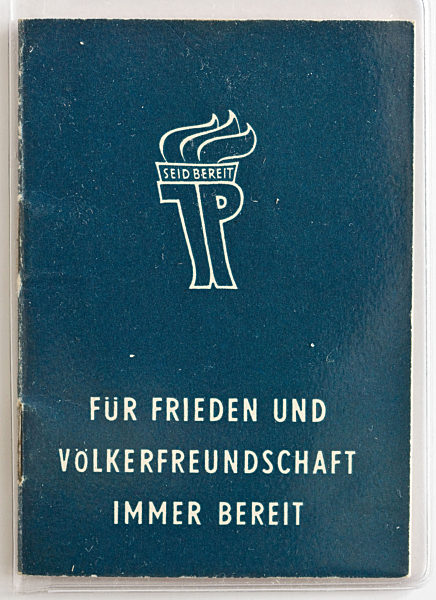 SEID BEREIT
JP
FÜR FRIEDEN UND
VÖLKERFREUNDSCHAFT
IMMER BEREIT